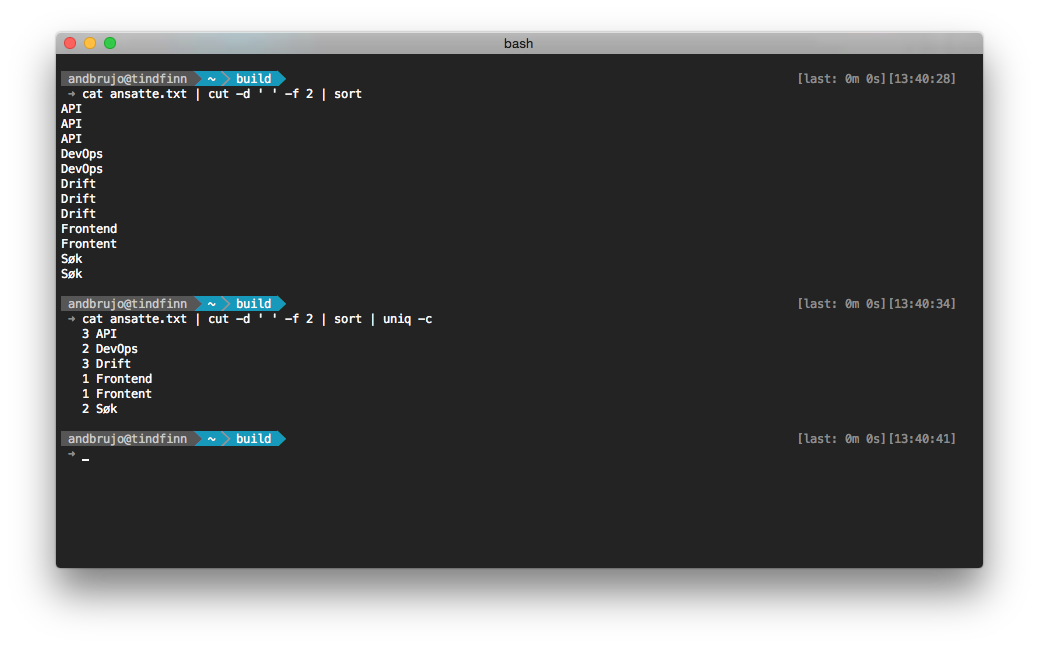 bash
andbrujo@tindfinn ~ build [last: 0m 0s][13:40:28]
→ cat ansatte.txt | cut -d ' ' -f 2 | sort
API
API
API
DevOps
DevOps
Drift
Drift
Drift
Frontend
Frontent
Søk
Søk
andbrujo@tindfinn ~ build [last: 0m 0s][13:40:34]
→ cat ansatte.txt | cut -d ' ' -f 2 | sort | uniq -c
3 API
2 DevOps
3 Drift
1 Frontend
1 Frontent
2 Søk
andbrujo@tindfinn ~ build [last: 0m 0s][13:40:41]
→ _